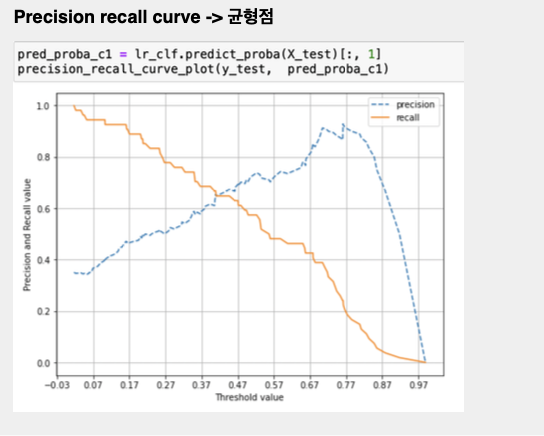 Precision recall curve -> 균형점
pred_proba_c1 = lr_clf.predict_proba(X_test)[:, 1]
precision_recall_curve_plot(y_test,  pred_proba_c1)
precision
recall
1.0
0.8
0.6
0.4
0.2
0.0
Precision and Recall value
−0.03 0.07 0.17 0.27 0.37 0.47 0.57 0.67 0.77 0.87 0.97
Threshold value